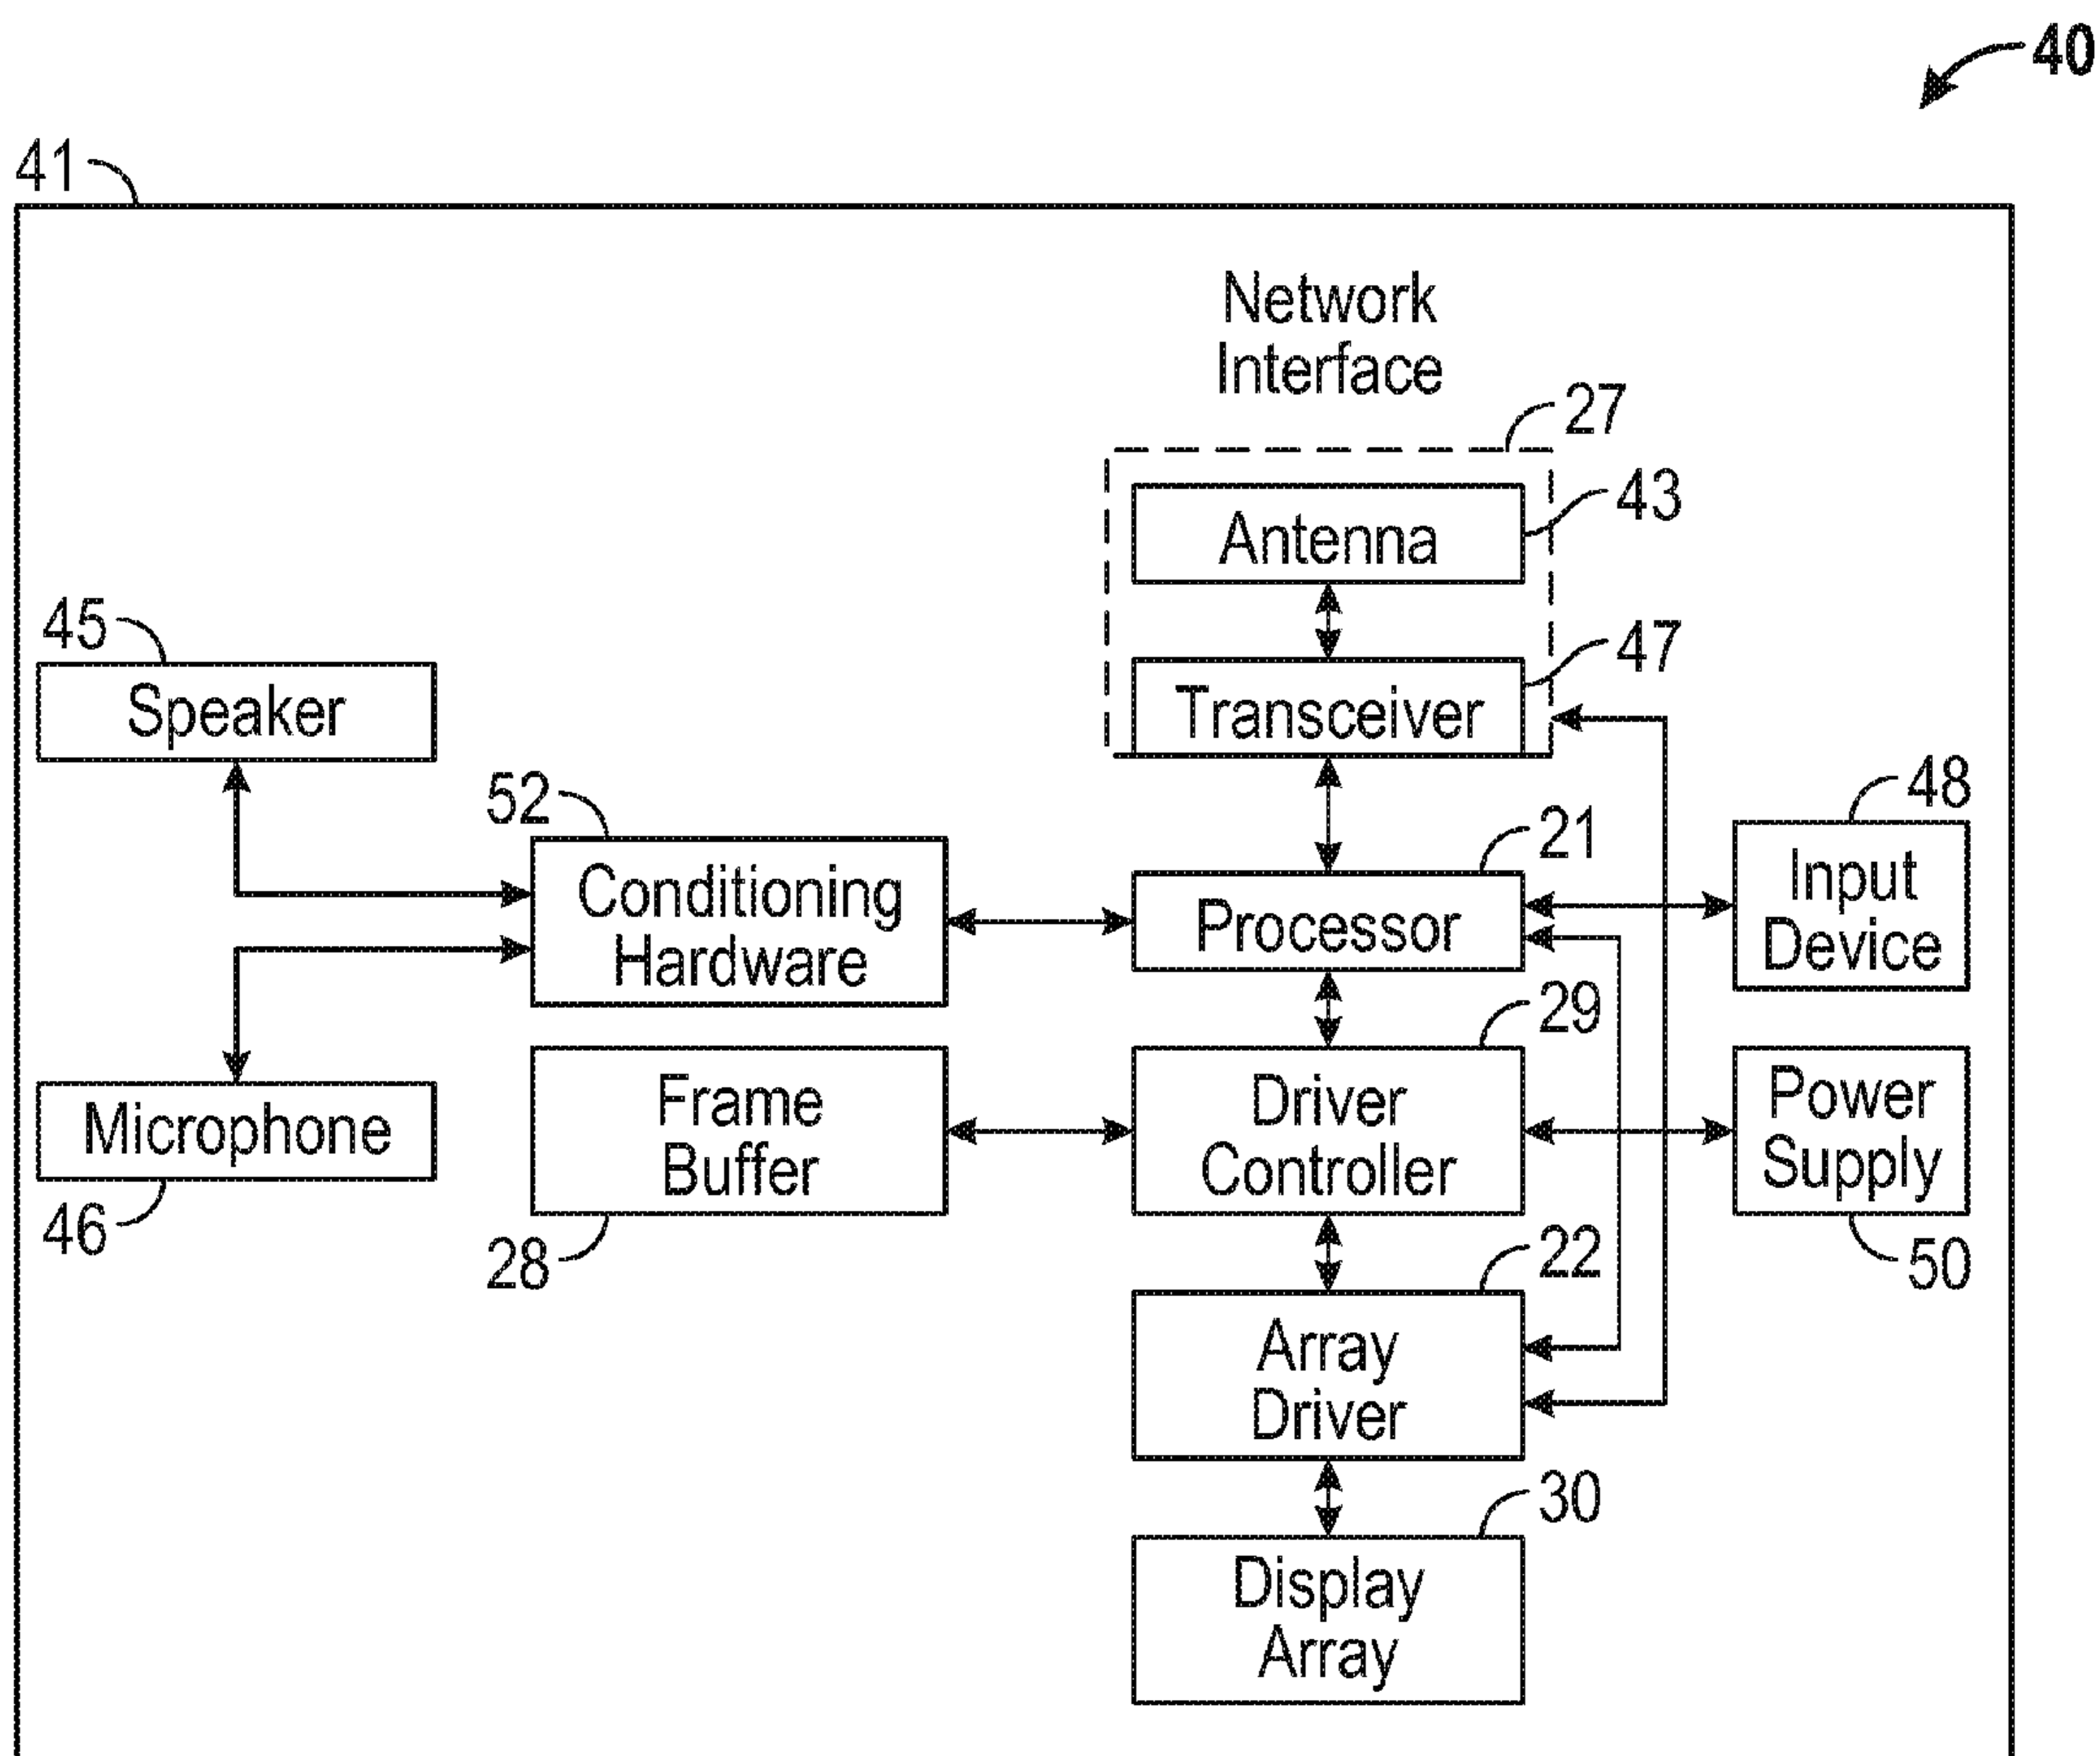 40
41
Network
Interface
27
Antenna
43
45
Speaker
47
Transceiver
52
Conditioning
Hardware
21
Processor
48
Input
Device
29
Microphone
46
Frame
Buffer
28
Driver
Controller
Power
Supply
50
22
Array
Driver
30
Display
Array